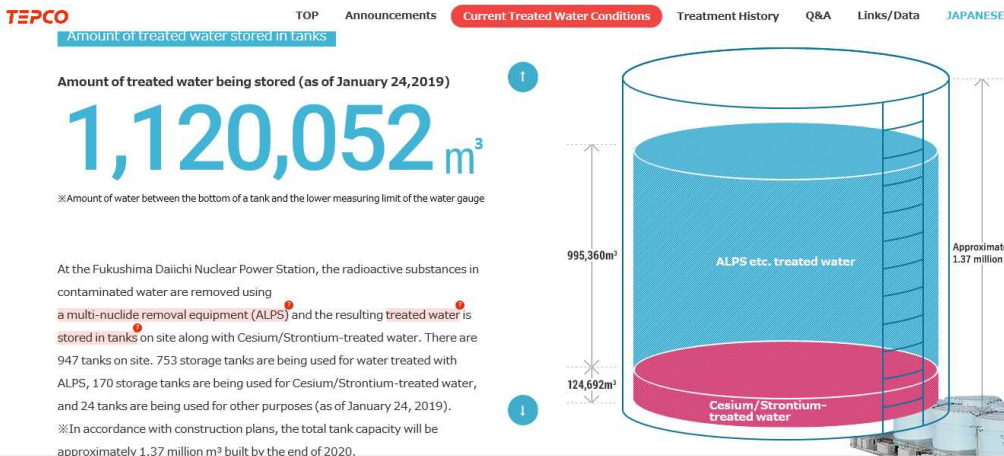 TEPCO
TOP Announcements Current Treated Water Conditions Treatment History Q&A Links/Data JAPANESE
Amount of treated water stored in tanks
Amount of treated water being stored (as of January 24,2019)
1,120,052 m³
※Amount of water between the bottom of a tank and the lower measuring limit of the water gauge
At the Fukushima Daiichi Nuclear Power Station, the radioactive substances in
contaminated water are removed using
a multi-nuclide removal equipment (ALPS)? and the resulting treated water? is
stored in tanks? on site along with Cesium/Strontium-treated water. There are
947 tanks on site. 753 storage tanks are being used for water treated with
ALPS, 170 storage tanks are being used for Cesium/Strontium-treated water,
and 24 tanks are being used for other purposes (as of January 24, 2019).
※In accordance with construction plans, the total tank capacity will be
approximately 1.37 million m³ built by the end of 2020.
↑
↓
995,360m³
124,692m³
ALPS etc. treated water
Cesium/Strontium-
treated water
Approximat
1.37 million